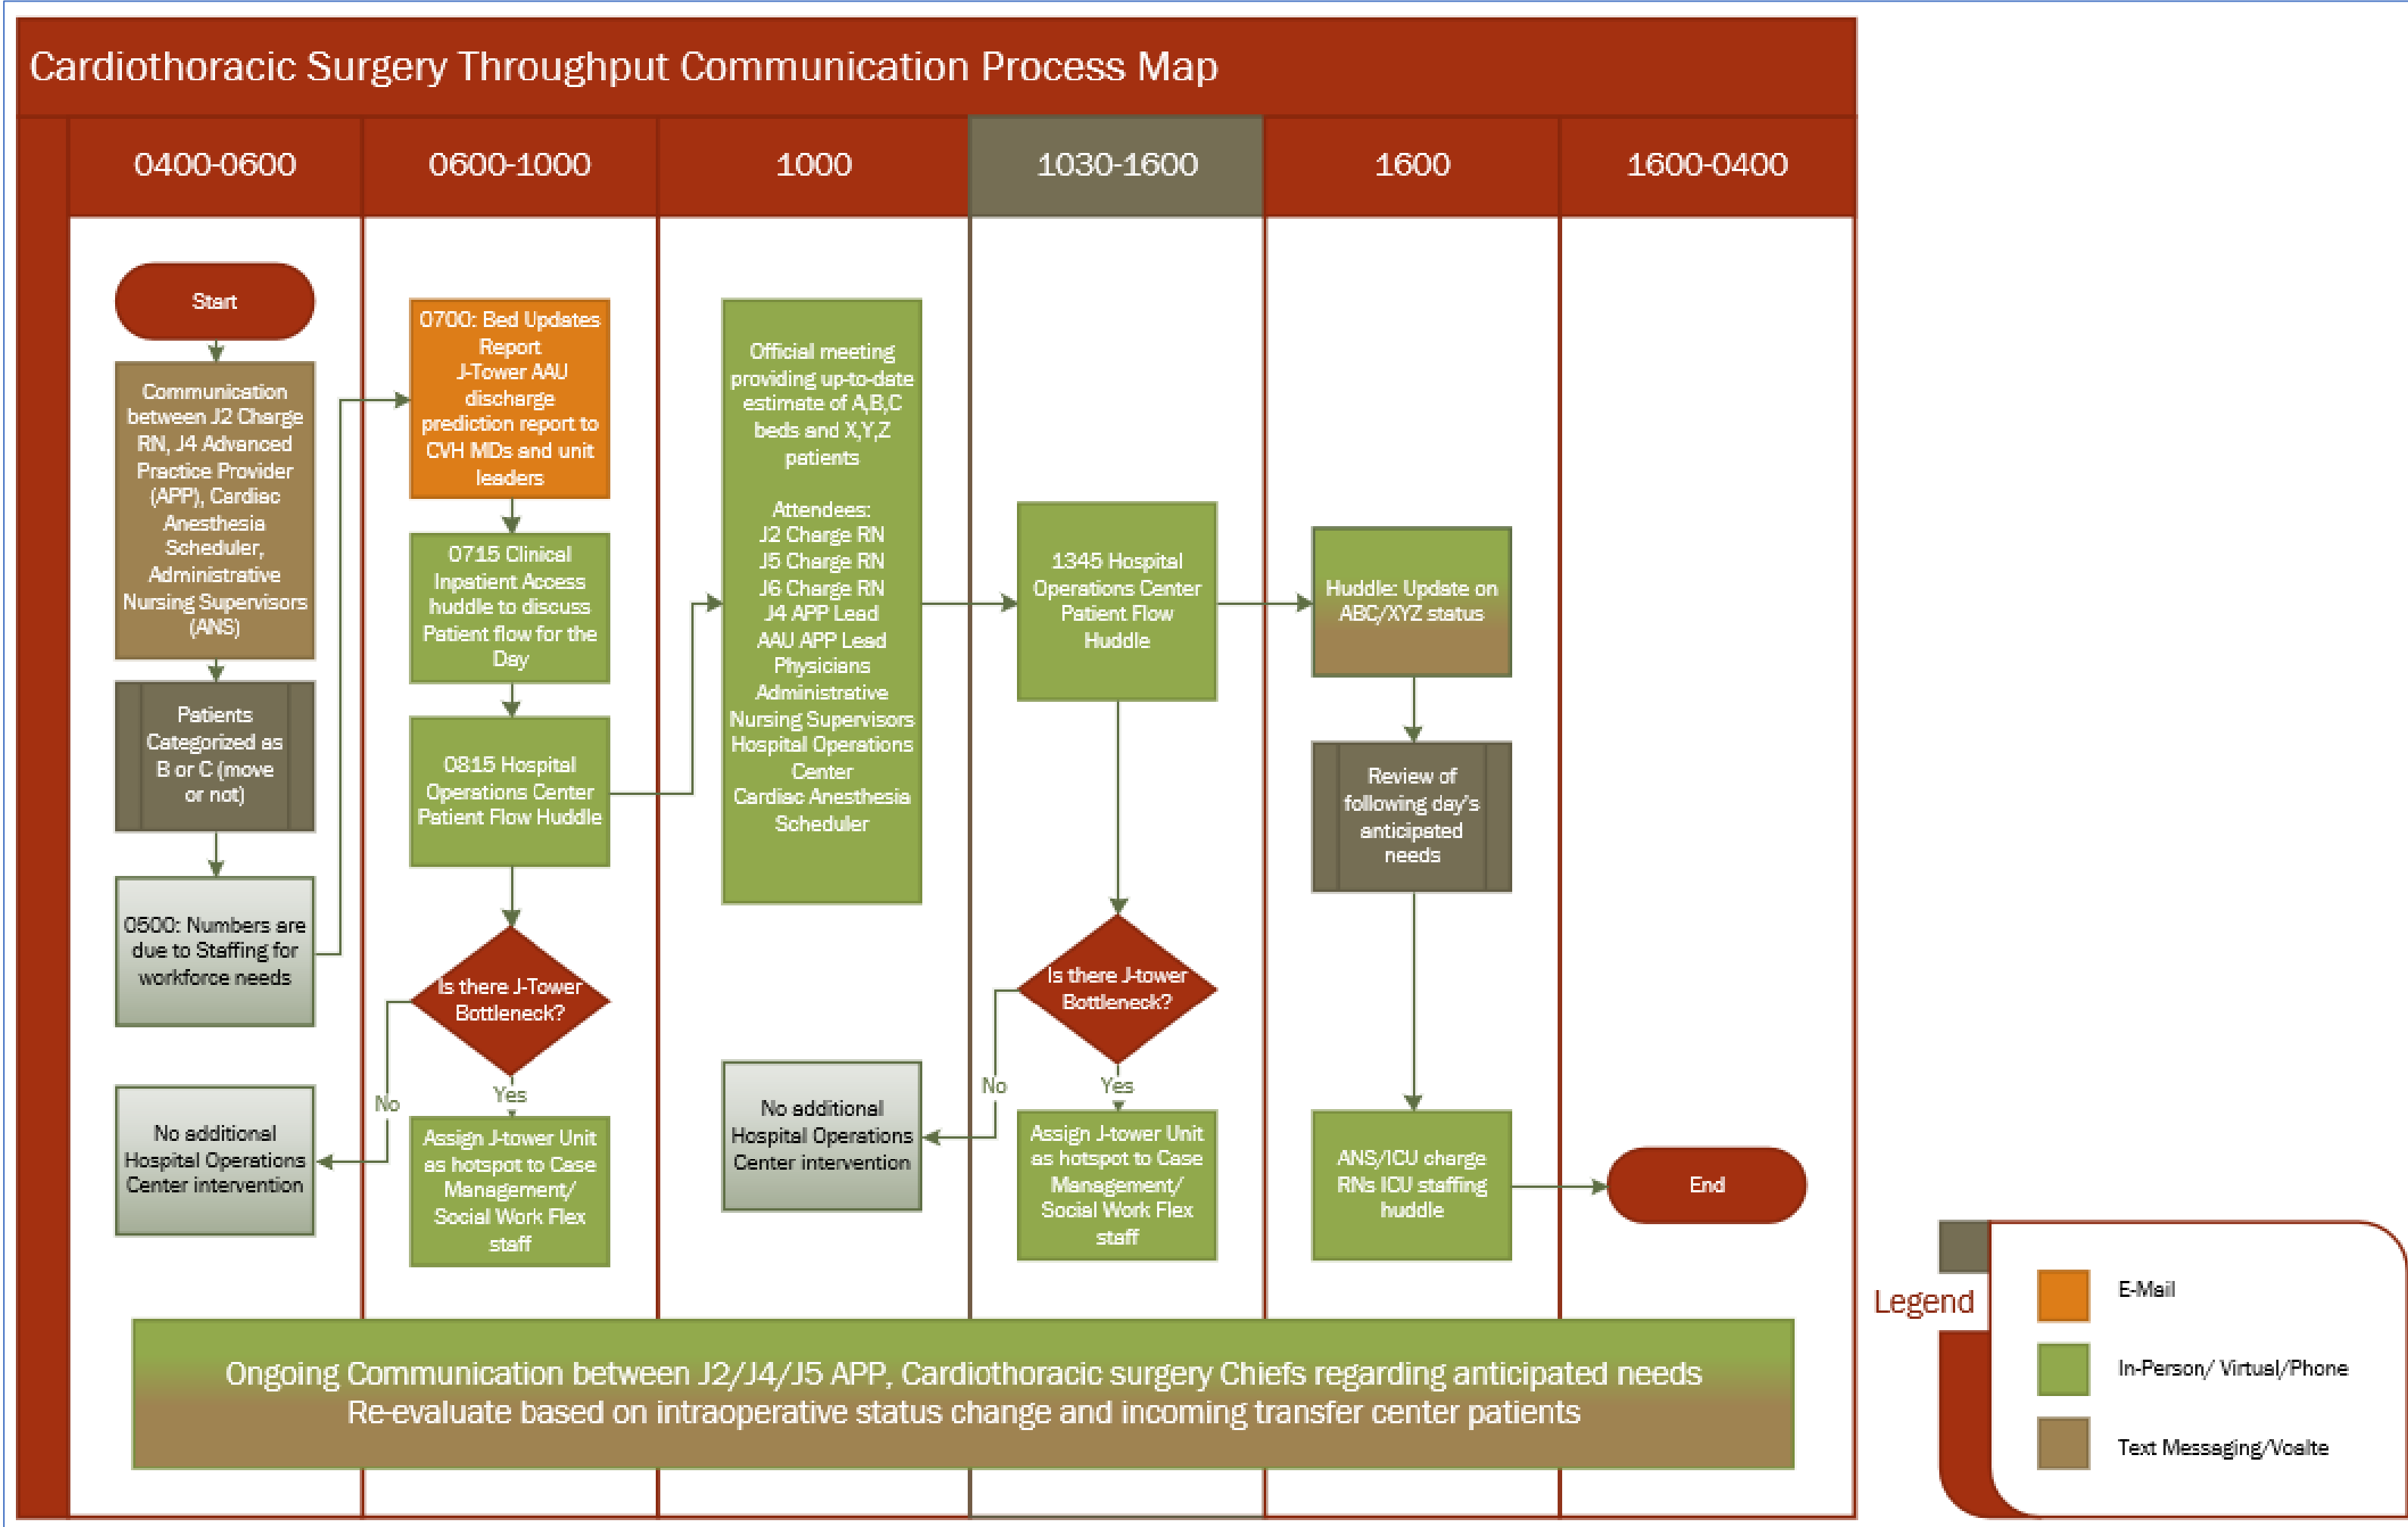 Cardiothoracic Surgery Throughput Communication Process Map
0400-0600
0600-1000
1000
1030-1600
1600
1600-0400
Start
Communication
between J2 Charge
RN, J4 Advanced
Practice Provider
(APP), Cardiac
Anesthesia
Scheduler,
Administrative
Nursing Supervisors
(ANS)
Patients
Categorized as
B or C (move
or not)
0500: Numbers are
due to Staffing for
workforce needs
No additional
Hospital Operations
Center intervention
0700: Bed Updates
Report
J-Tower AAU
discharge
prediction report to
CVH MDs and unit
leaders
0715 Clinical
Inpatient Access
huddle to discuss
Patient flow for the
Day
0815 Hospital
Operations Center
Patient Flow Huddle
Is there J-Tower
Bottleneck?
No
Yes
Assign J-tower Unit
as hotspot to Case
Management/
Social Work Flex
staff
Official meeting
providing up-to-date
estimate of A,B,C
beds and X,Y,Z
patients
Attendees:
J2 Charge RN
J5 Charge RN
J6 Charge RN
J4 APP Lead
AAU APP Lead
Physicians
Administrative
Nursing Supervisors
Hospital Operations
Center
Cardiac Anesthesia
Scheduler
No additional
Hospital Operations
Center intervention
1345 Hospital
Operations Center
Patient Flow
Huddle
Is there J-tower
Bottleneck?
No
Yes
Assign J-tower Unit
as hotspot to Case
Management/
Social Work Flex
staff
Huddle: Update on
ABC/XYZ status
Review of
following day's
anticipated
needs
ANS/ICU charge
RNs ICU staffing
huddle
End
Ongoing Communication between J2/J4/J5 APP, Cardiothoracic surgery Chiefs regarding anticipated needs
Re-evaluate based on intraoperative status change and incoming transfer center patients
Legend
E-Mail
In-Person/ Virtual/Phone
Text Messaging/Voalte